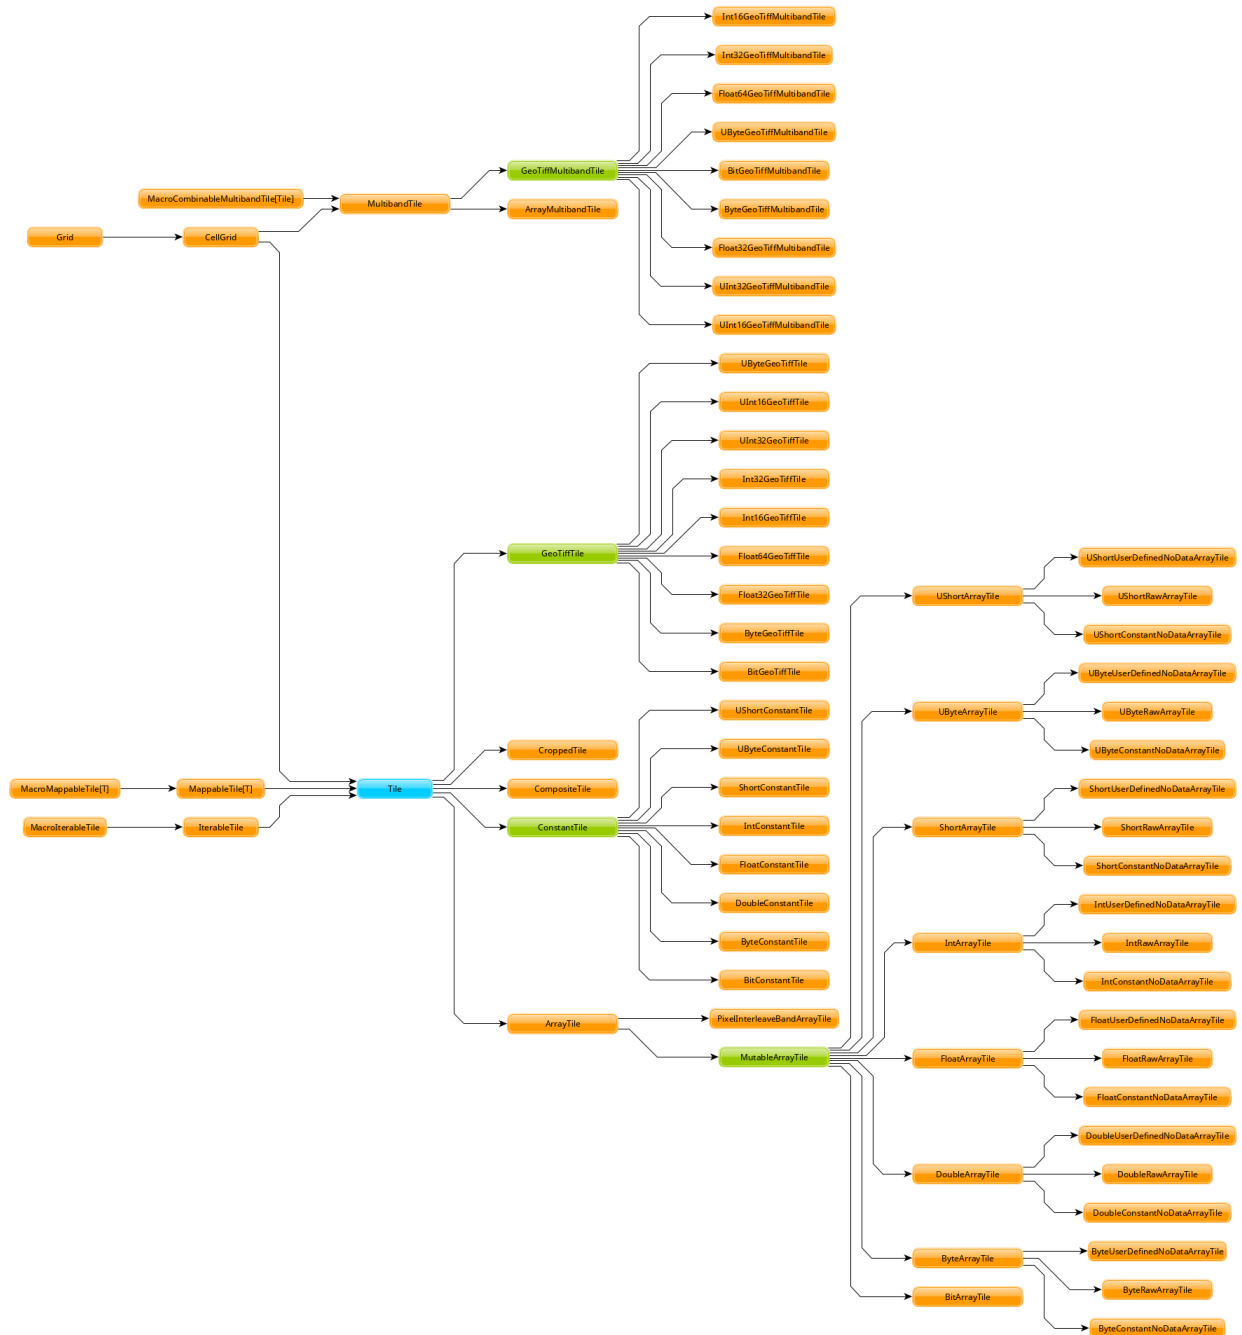 Int16GeoTiffMultibandTile
Int32GeoTiffMultibandTile
Float64GeoTiffMultibandTile
UByteGeoTiffMultibandTile
GeoTiffMultibandTile
BitGeoTiffMultibandTile
MacroCombinableMultibandTile[Tile]
MultibandTile
ArrayMultibandTile
ByteGeoTiffMultibandTile
Grid
CellGrid
Float32GeoTiffMultibandTile
UInt32GeoTiffMultibandTile
UInt16GeoTiffMultibandTile
UByteGeoTiffTile
UInt16GeoTiffTile
UInt32GeoTiffTile
Int32GeoTiffTile
Int16GeoTiffTile
GeoTiffTile
Float64GeoTiffTile
UShortUserDefinedNoDataArrayTile
Float32GeoTiffTile
UShortArrayTile
UShortRawArrayTile
ByteGeoTiffTile
UShortConstantNoDataArrayTile
BitGeoTiffTile
UByteUserDefinedNoDataArrayTile
UShortConstantTile
UByteArrayTile
UByteRawArrayTile
CroppedTile
UByteConstantTile
UByteConstantNoDataArrayTile
MacroMappableTile[T]
MappableTile[T]
Tile
CompositeTile
ShortConstantTile
ShortUserDefinedNoDataArrayTile
MacroIterableTile
IterableTile
ConstantTile
IntConstantTile
ShortArrayTile
ShortRawArrayTile
FloatConstantTile
ShortConstantNoDataArrayTile
DoubleConstantTile
IntUserDefinedNoDataArrayTile
ByteConstantTile
IntArrayTile
IntRawArrayTile
BitConstantTile
IntConstantNoDataArrayTile
ArrayTile
PixelInterleaveBandArrayTile
FloatUserDefinedNoDataArrayTile
MutableArrayTile
FloatArrayTile
FloatRawArrayTile
FloatConstantNoDataArrayTile
DoubleUserDefinedNoDataArrayTile
DoubleArrayTile
DoubleRawArrayTile
DoubleConstantNoDataArrayTile
ByteArrayTile
ByteUserDefinedNoDataArrayTile
BitArrayTile
ByteRawArrayTile
ByteConstantNoDataArrayTile